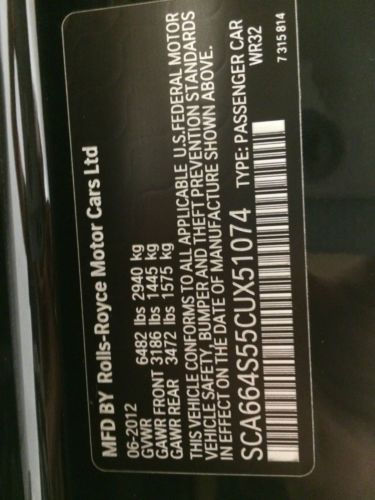 MFD BY Rolls-Royce Motor Cars Ltd
06-2012
GVWR 6482 lbs 2940 kg
GAWR FRONT 3186 lbs 1445 kg
GAWR REAR 3472 lbs 1575 kg
THIS VEHICLE CONFORMS TO ALL APPLICABLE U.S.FEDERAL MOTOR
VEHICLE SAFETY, BUMPER AND THEFT PREVENTION STANDARDS
IN EFFECT ON THE DATE OF MANUFACTURE SHOWN ABOVE.
SCA664S55CUX51074 TYPE: PASSENGER CAR
WR32
7 315 814